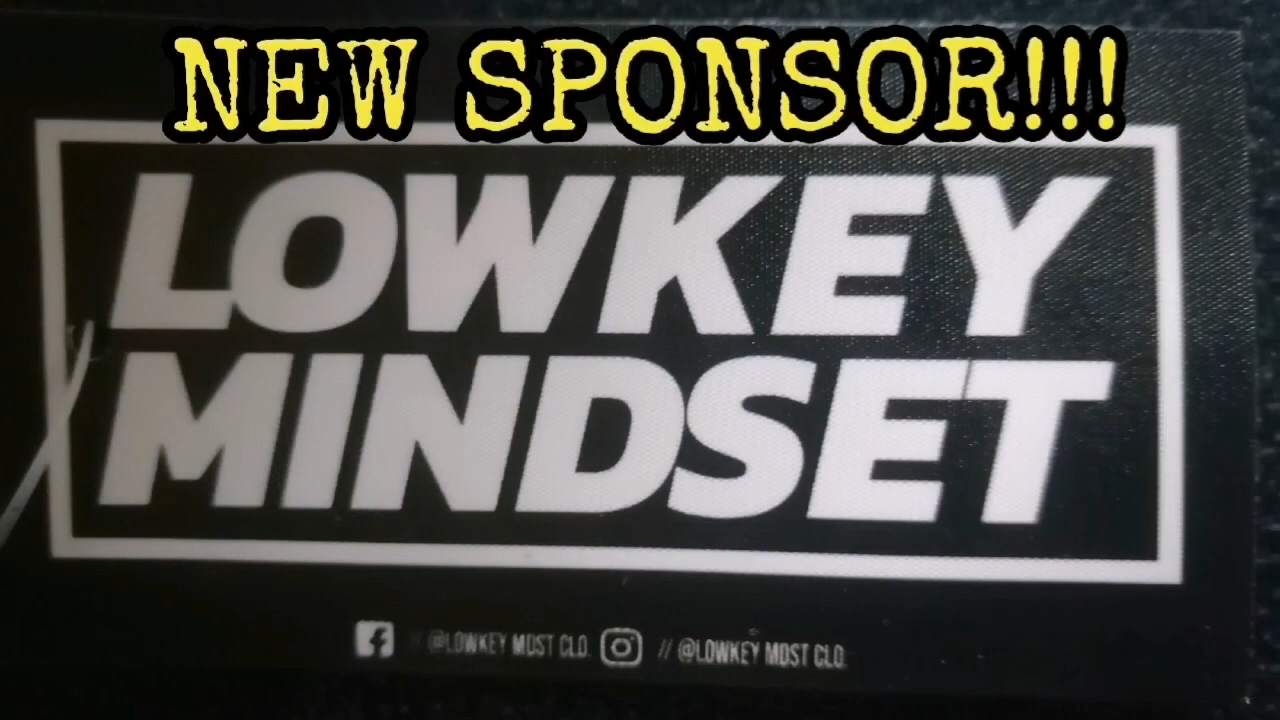 NEW SPONSOR!!!
LOWKEY
MINDSET
// @LOWKEY MDST CLO. // @LOWKEY MDST CLO.